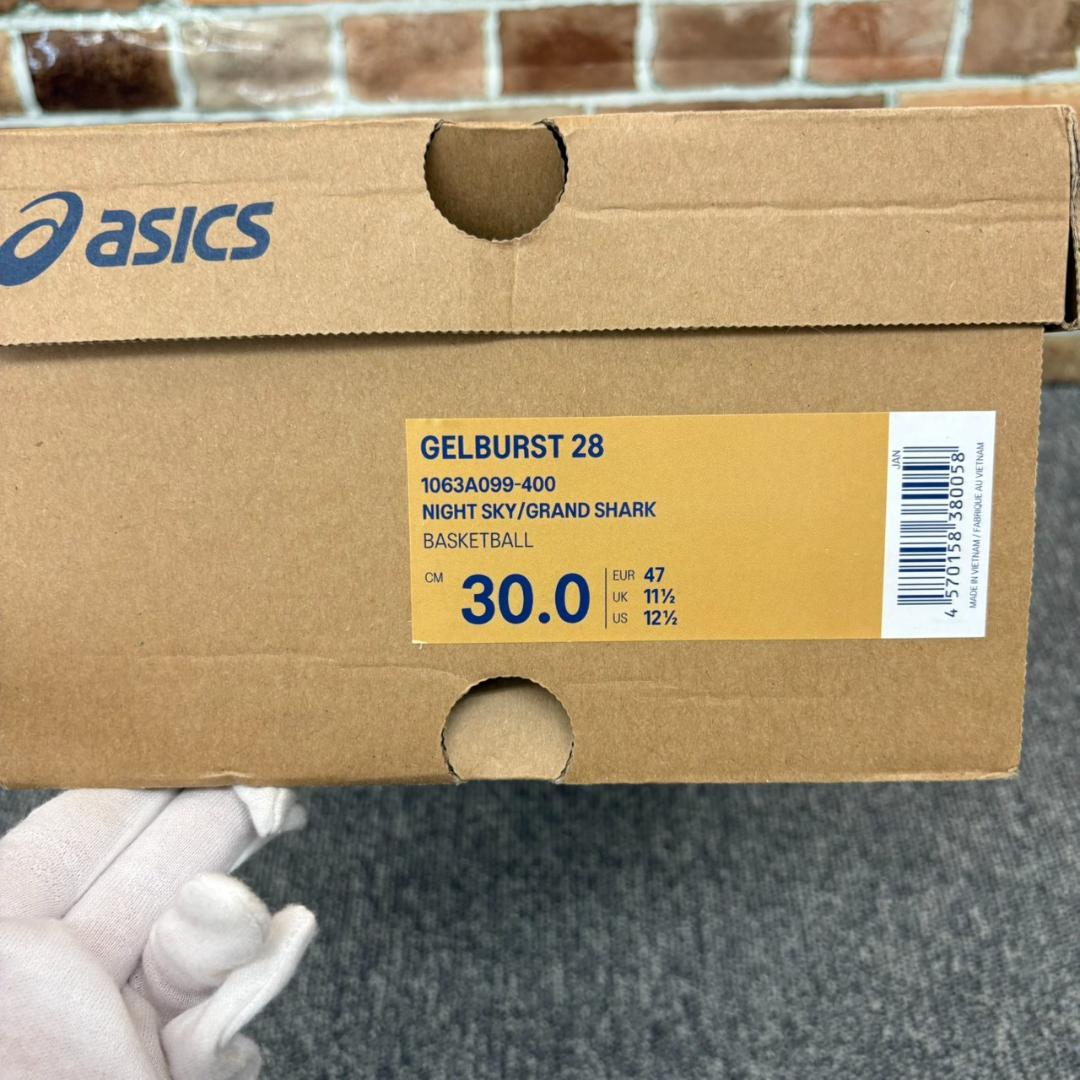 asics
GELBURST 28
1063A099-400
NIGHT SKY/GRAND SHARK
BASKETBALL
CM 30.0
EUR 47
UK 11½
US 12½
JAN
4 570158 380058
MADE IN VIETNAM / FABRIQUE AU VIETNAM